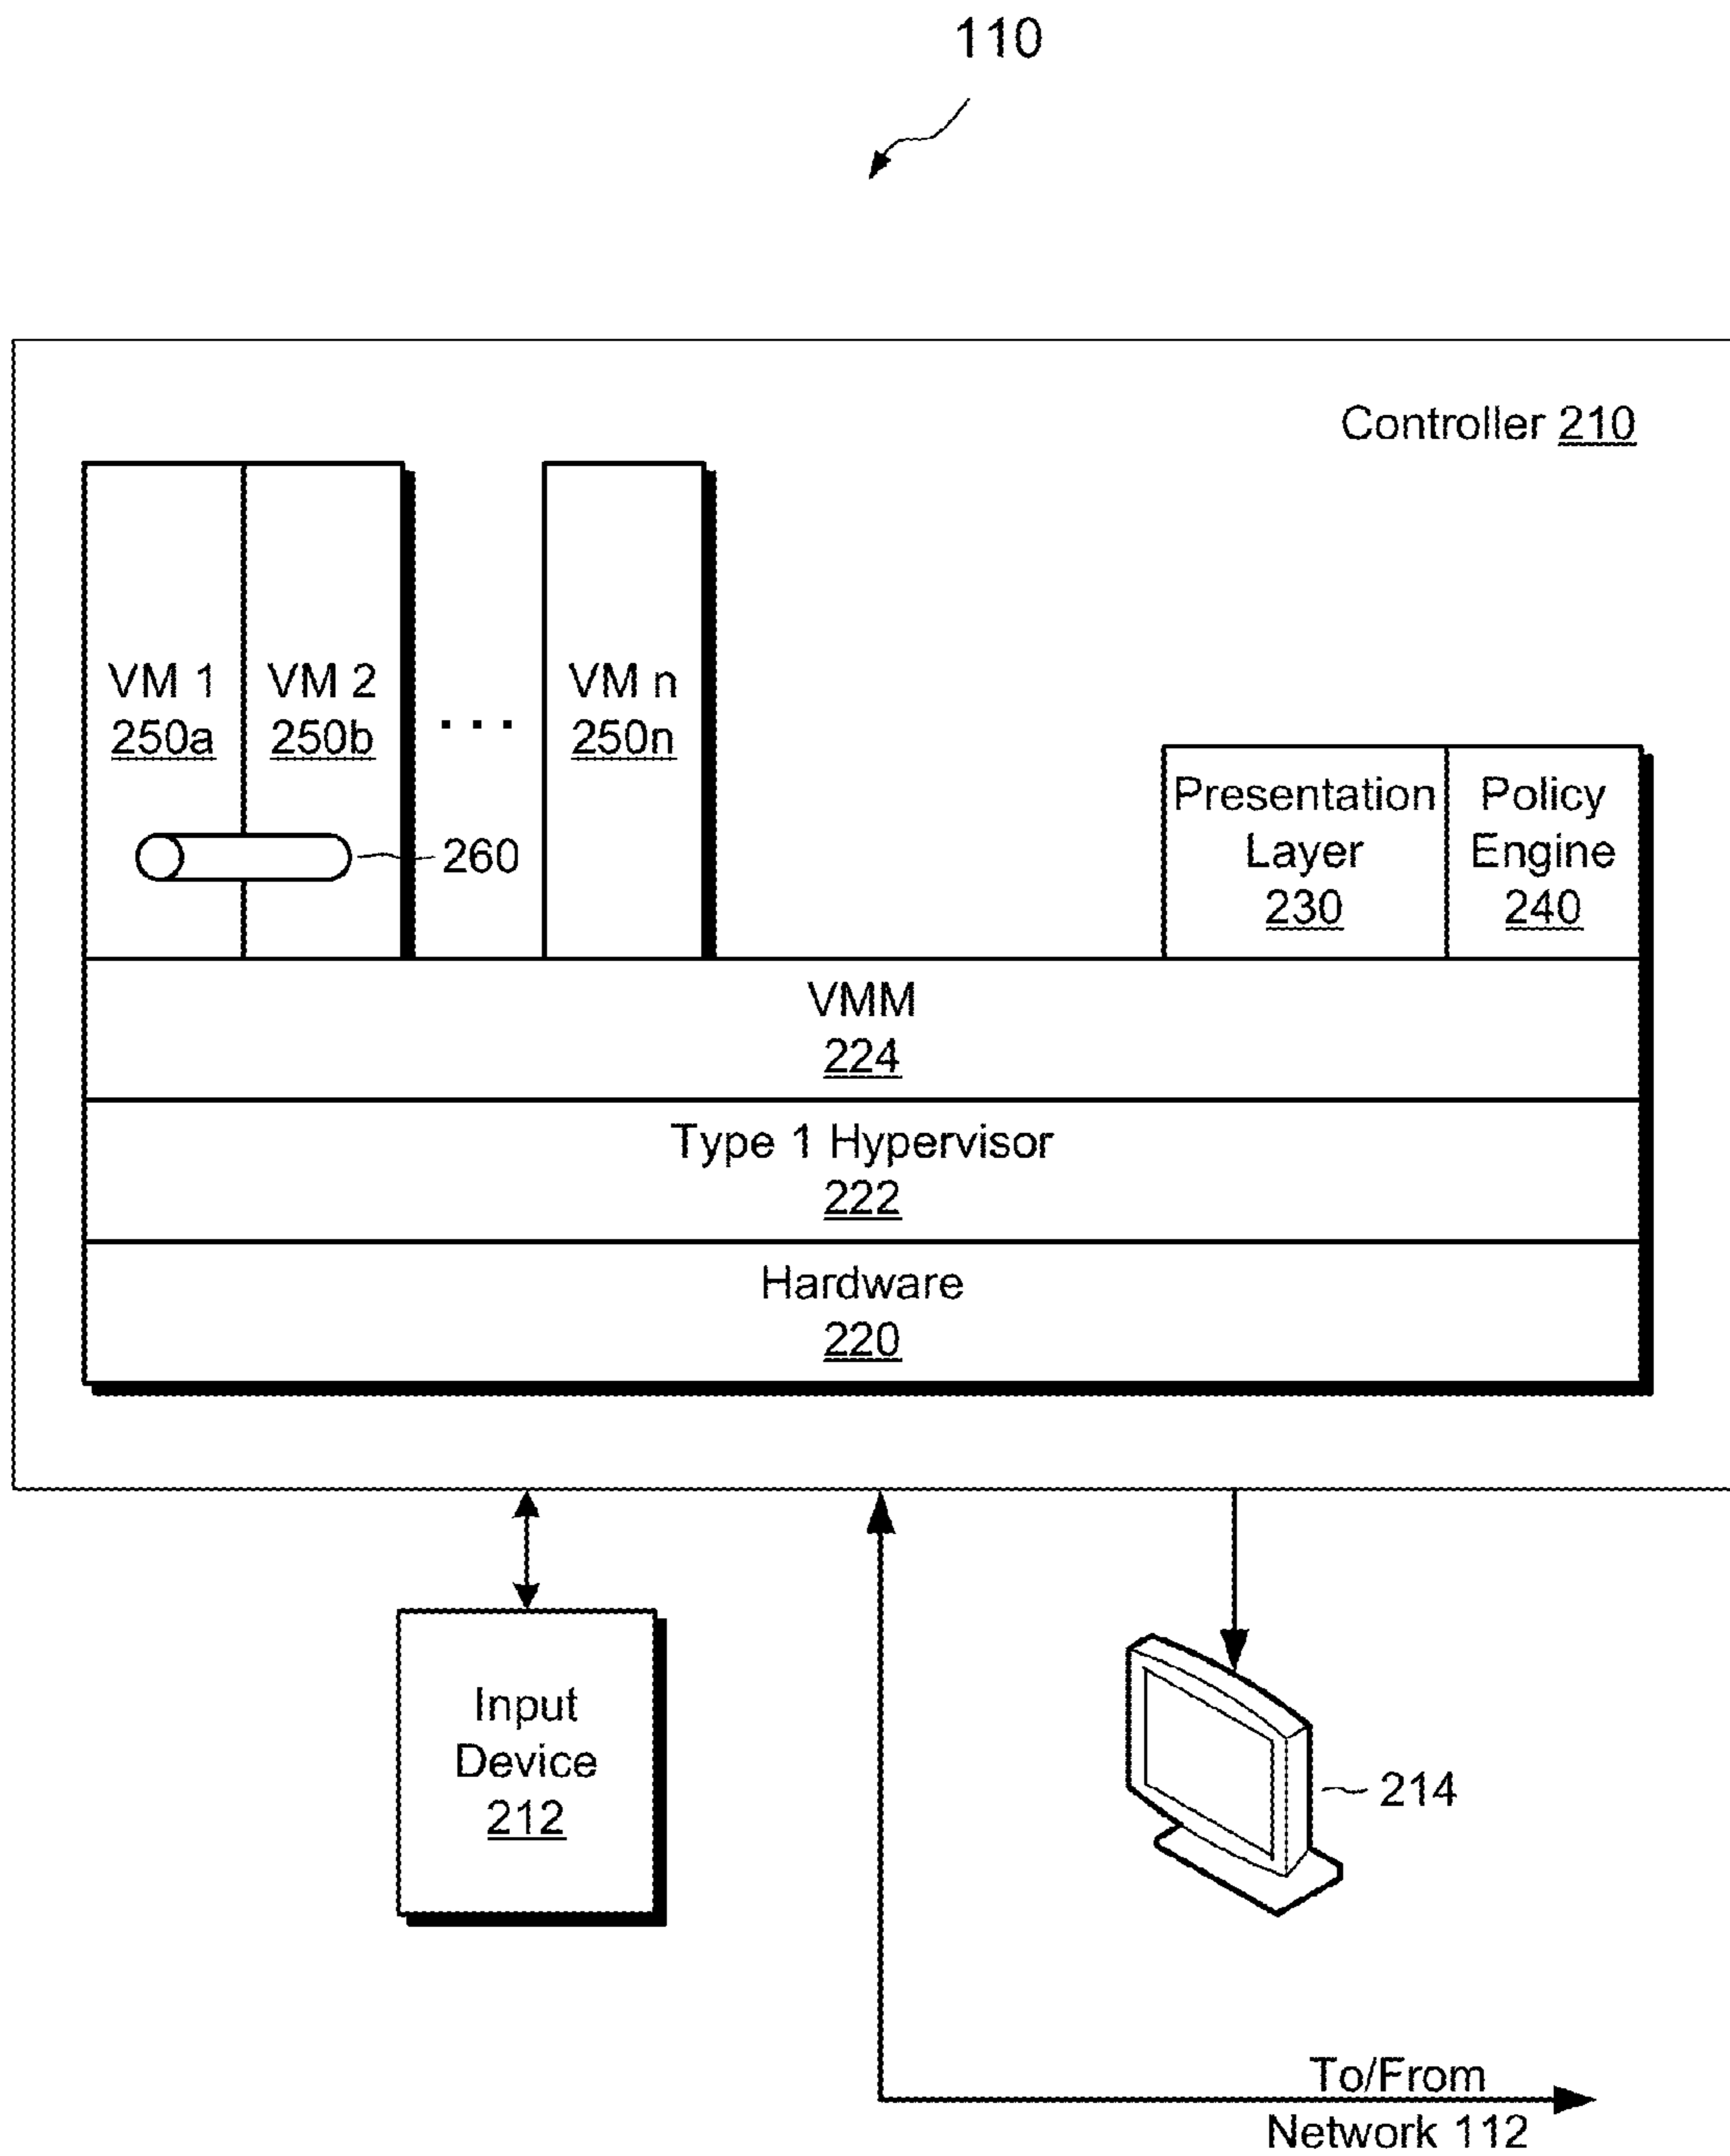 110
Controller 210
VM 1
250a
VM 2
250b
...
VM n
250n
260
Presentation
Layer
230
Policy
Engine
240
VMM
224
Type 1 Hypervisor
222
Hardware
220
Input
Device
212
214
To/From
Network 112